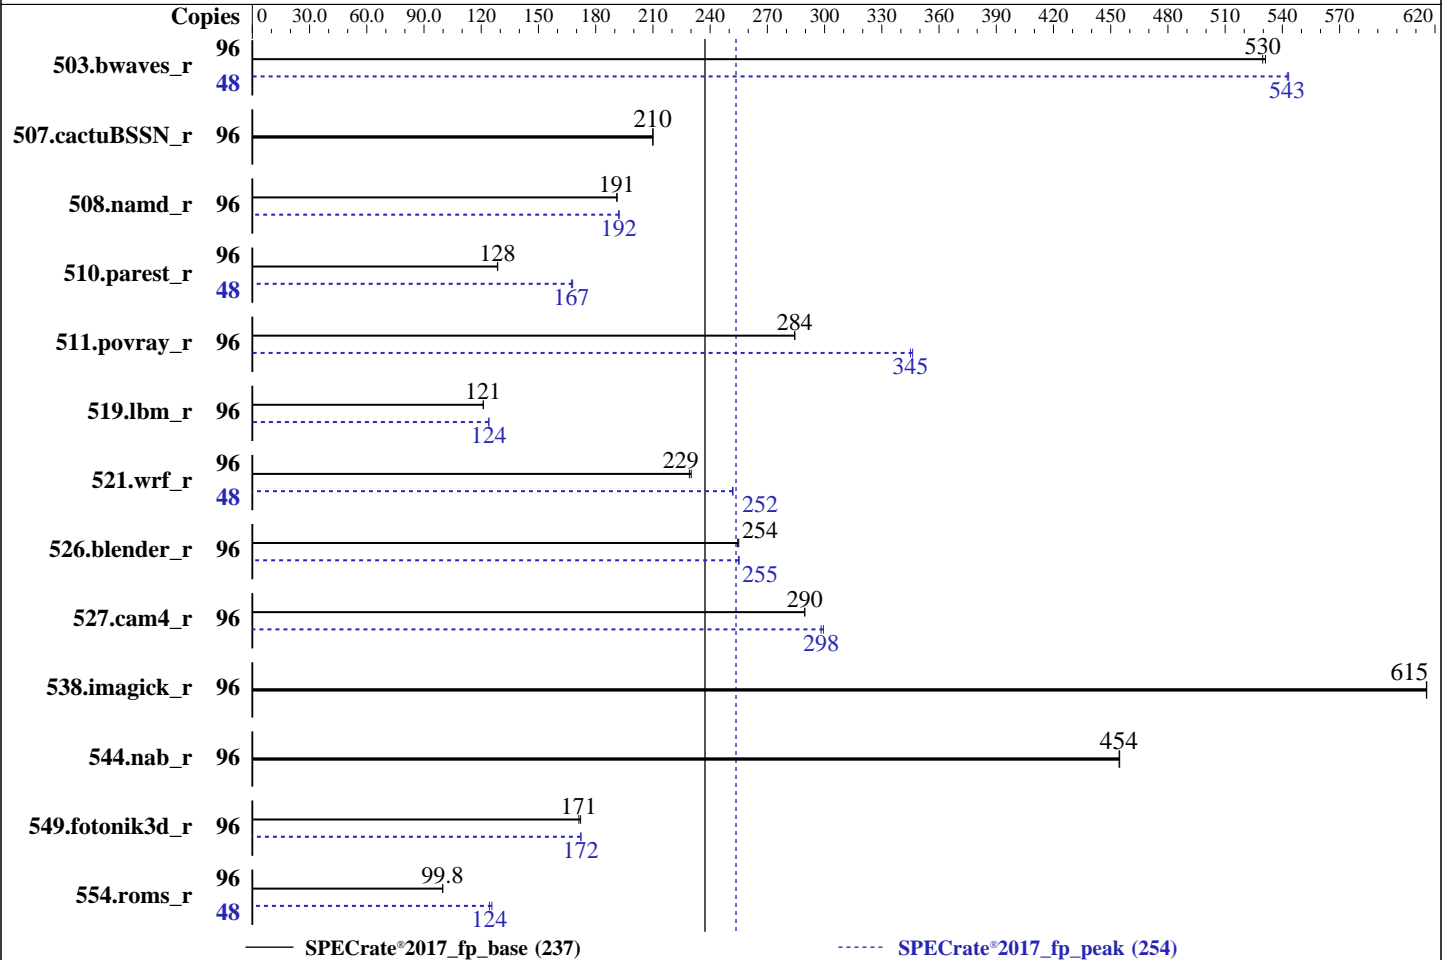 Copies 0 30.0 60.0 90.0 120 150 180 210 240 270 300 330 360 390 420 450 480 510 540 570 620
503.bwaves_r 96 530
48 543
507.cactuBSSN_r 96 210
508.namd_r 96 191
192
510.parest_r 96 128
48 167
511.povray_r 96 284
345
519.lbm_r 96 121
124
521.wrf_r 96 229
48 252
526.blender_r 96 254
255
527.cam4_r 96 290
298
538.imagick_r 96 615
544.nab_r 96 454
549.fotonik3d_r 96 171
172
554.roms_r 96 99.8
48 124
SPECrate®2017_fp_base (237) SPECrate®2017_fp_peak (254)